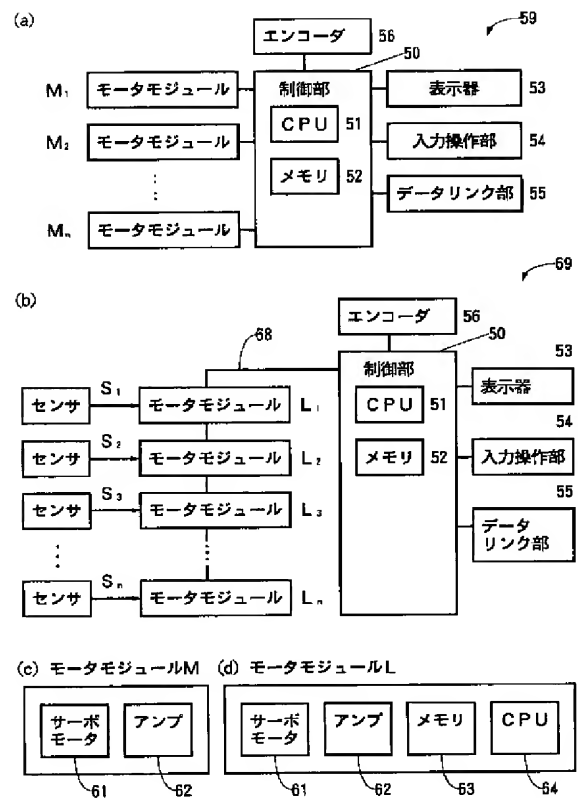 (a)
59
エンコーダ 56
50
M1 モータモジュール 制御部 表示器 53
CPU 51
M2 モータモジュール 入力操作部 54
メモリ 52
データリンク部 55
Mn モータモジュール
69
(b)
エンコーダ 56
68 50
53
制御部
センサ S1 モータモジュール L1 CPU 51 表示器
54
センサ S2 モータモジュール L2 メモリ 52 入力操作部
55
センサ S3 モータモジュール L3 データ
リンク部
センサ Sn モータモジュール Ln
(c) モータモジュールM (d) モータモジュールL
サーボ
モータ アンプ サーボ
モータ アンプ メモリ CPU
61 62 61 62 63 64